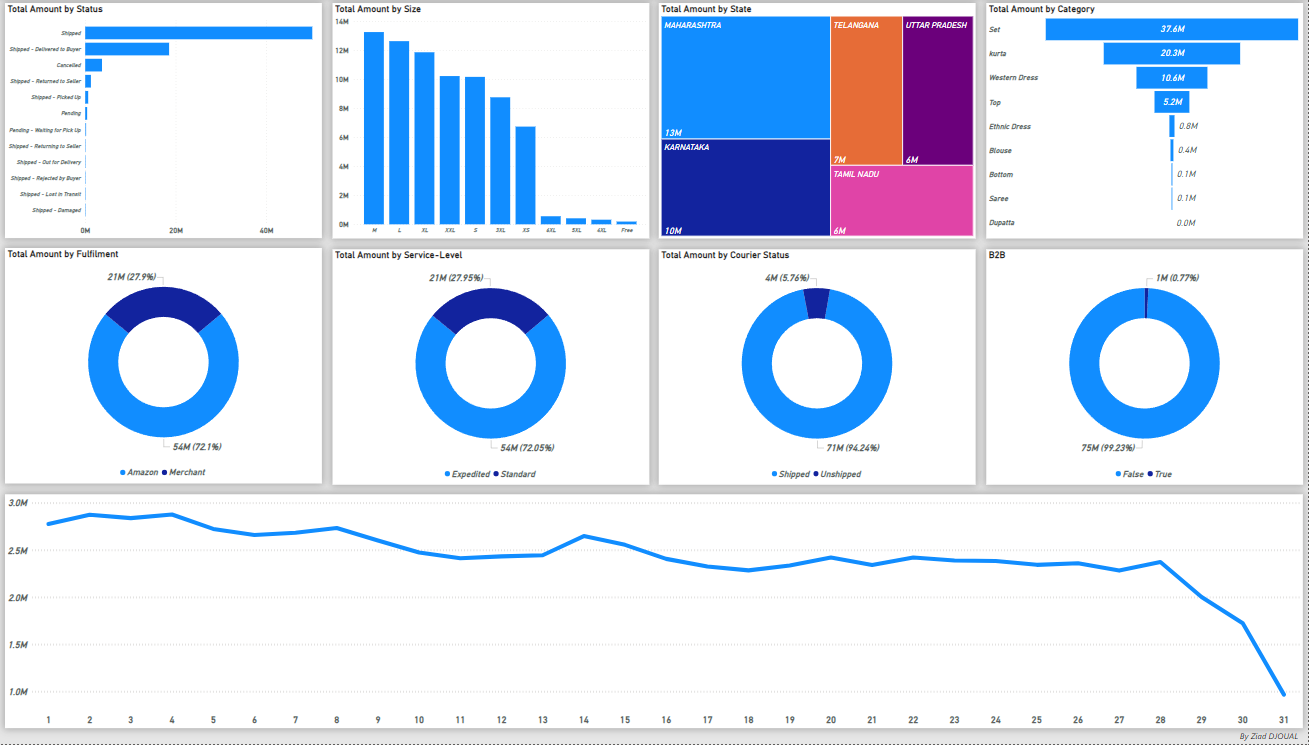 Total Amount by Status
Shipped
Shipped - Delivered to Buyer
Cancelled
Shipped - Returned to Seller
Shipped - Picked Up
Pending
Pending - Waiting for Pick Up
Shipped - Returning to Seller
Shipped - Out for Delivery
Shipped - Rejected by Buyer
Shipped - Lost in Transit
Shipped - Damaged
0M 20M 40M
Total Amount by Size
14M
12M
10M
8M
6M
4M
2M
0M
M L XL XXL S 3XL XS 6XL 5XL 4XL Free
Total Amount by State
MAHARASHTRA
13M
KARNATAKA
10M
TELANGANA
7M
UTTAR PRADESH
6M
TAMIL NADU
6M
Total Amount by Category
Set 37.6M
kurta 20.3M
Western Dress 10.6M
Top 5.2M
Ethnic Dress 0.8M
Blouse 0.4M
Bottom 0.1M
Saree 0.1M
Dupatta 0.0M
Total Amount by Fulfilment
21M (27.9%)
54M (72.1%)
Amazon Merchant
Total Amount by Service-Level
21M (27.95%)
54M (72.05%)
Expedited Standard
Total Amount by Courier Status
4M (5.76%)
71M (94.24%)
Shipped Unshipped
B2B
1M (0.77%)
75M (99.23%)
False True
3.0M
2.5M
2.0M
1.5M
1.0M
1 2 3 4 5 6 7 8 9 10 11 12 13 14 15 16 17 18 19 20 21 22 23 24 25 26 27 28 29 30 31
By Ziad DJOUAL